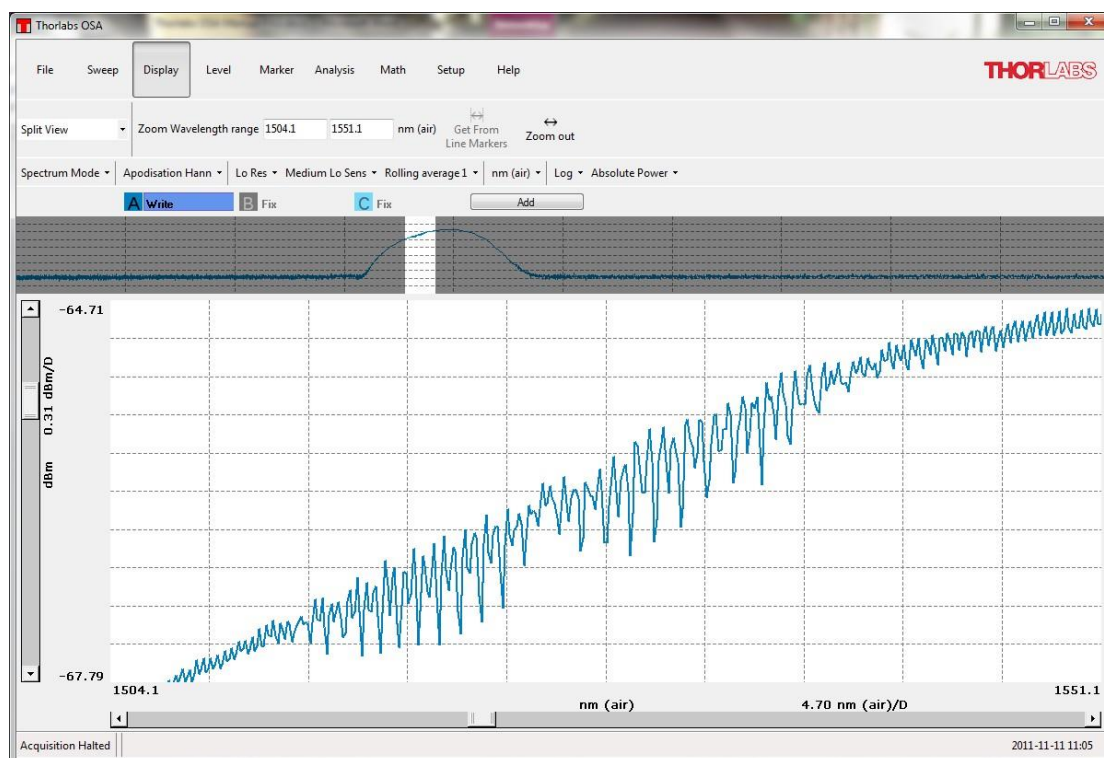 Thorlabs OSA
File Sweep Display Level Marker Analysis Math Setup Help
THORLABS
Split View Zoom Wavelength range 1504.1 1551.1 nm (air) Get From Line Markers Zoom out
Spectrum Mode Apodisation Hann Lo Res Medium Lo Sens Rolling average 1 nm (air) Log Absolute Power
A Write B Fix C Fix Add
-64.71
0.31 dBm/D
dBm
-67.79
1504.1 1551.1
nm (air) 4.70 nm (air)/D
Acquisition Halted 2011-11-11 11:05